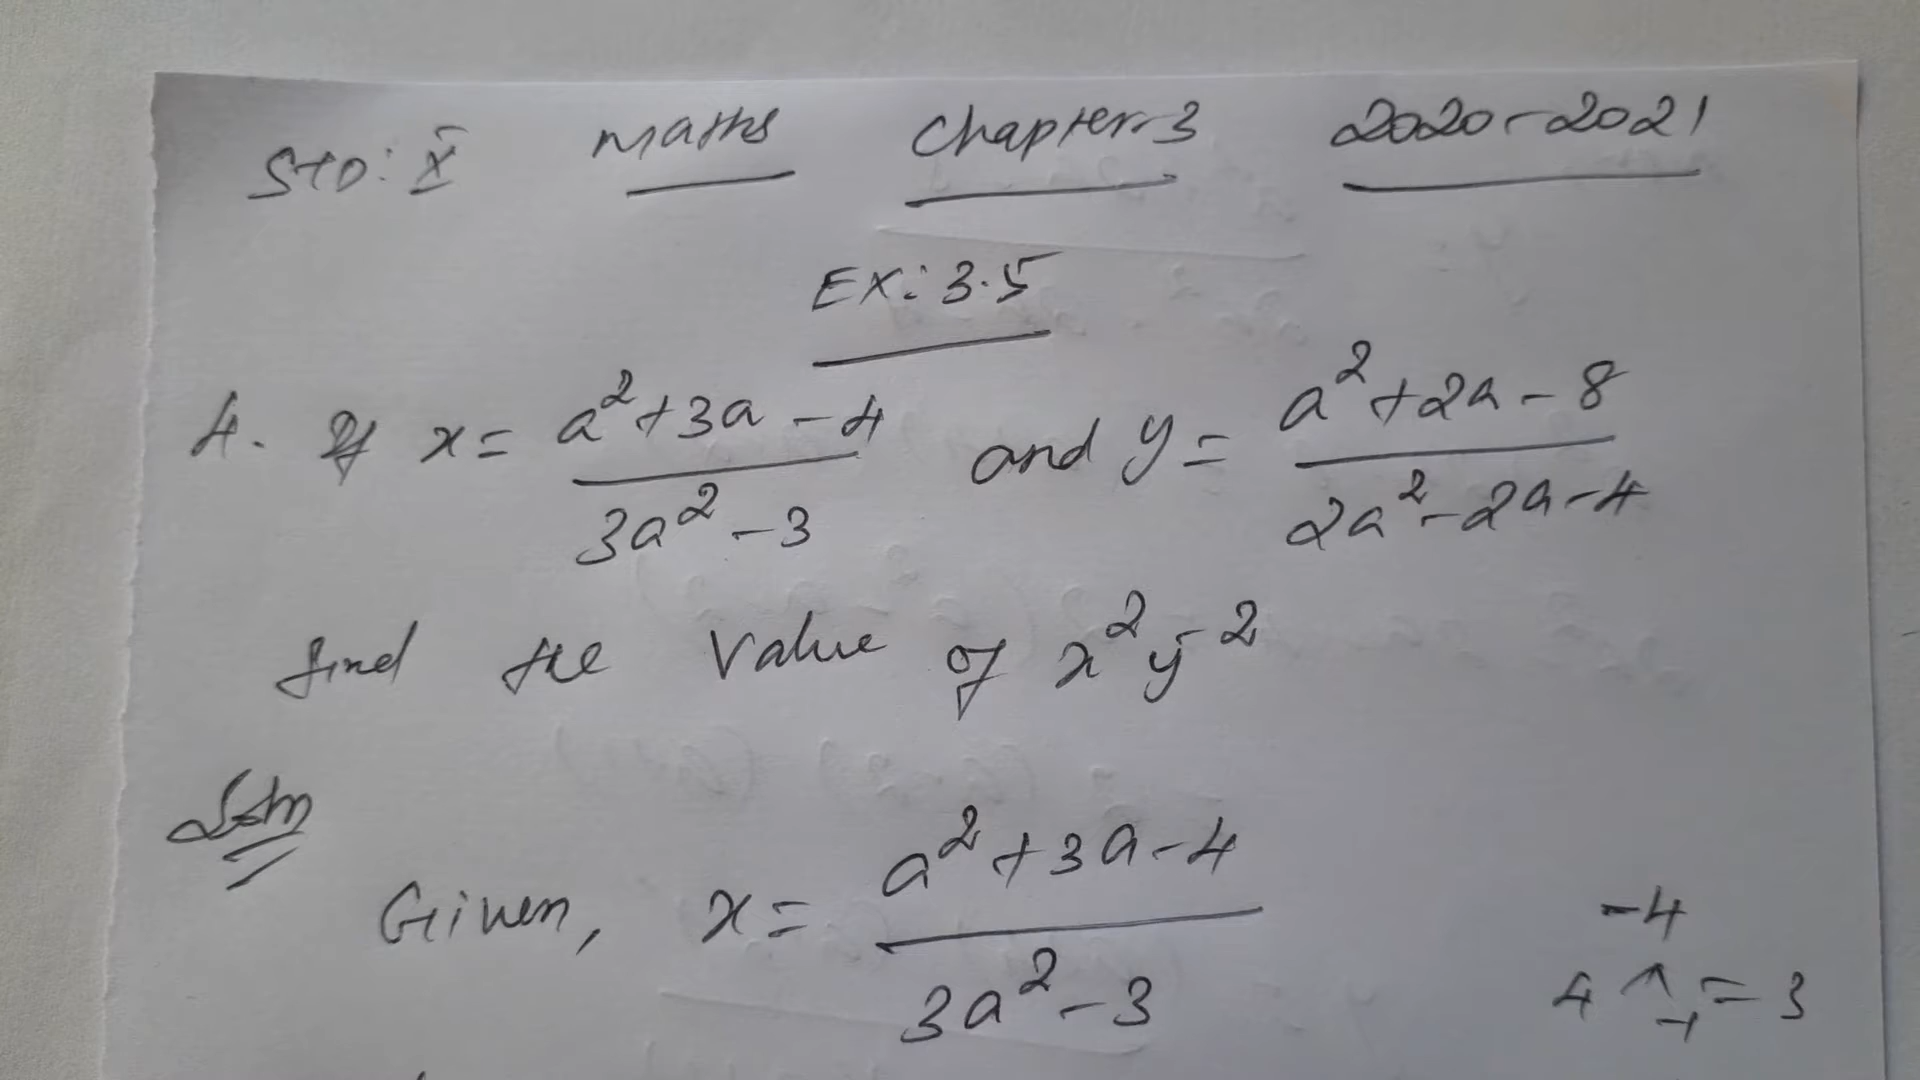 STD: X Maths Chapter-3 2020-2021
EX: 3.5
4. If x = (a²+3a-4)/(3a²-3) and y = (a²+2a-8)/(2a²-2a-4)
find the value of x²y⁻²
Soln
Given, x = (a²+3a-4)/(3a²-3)
-4
4 ^ -1 = 3